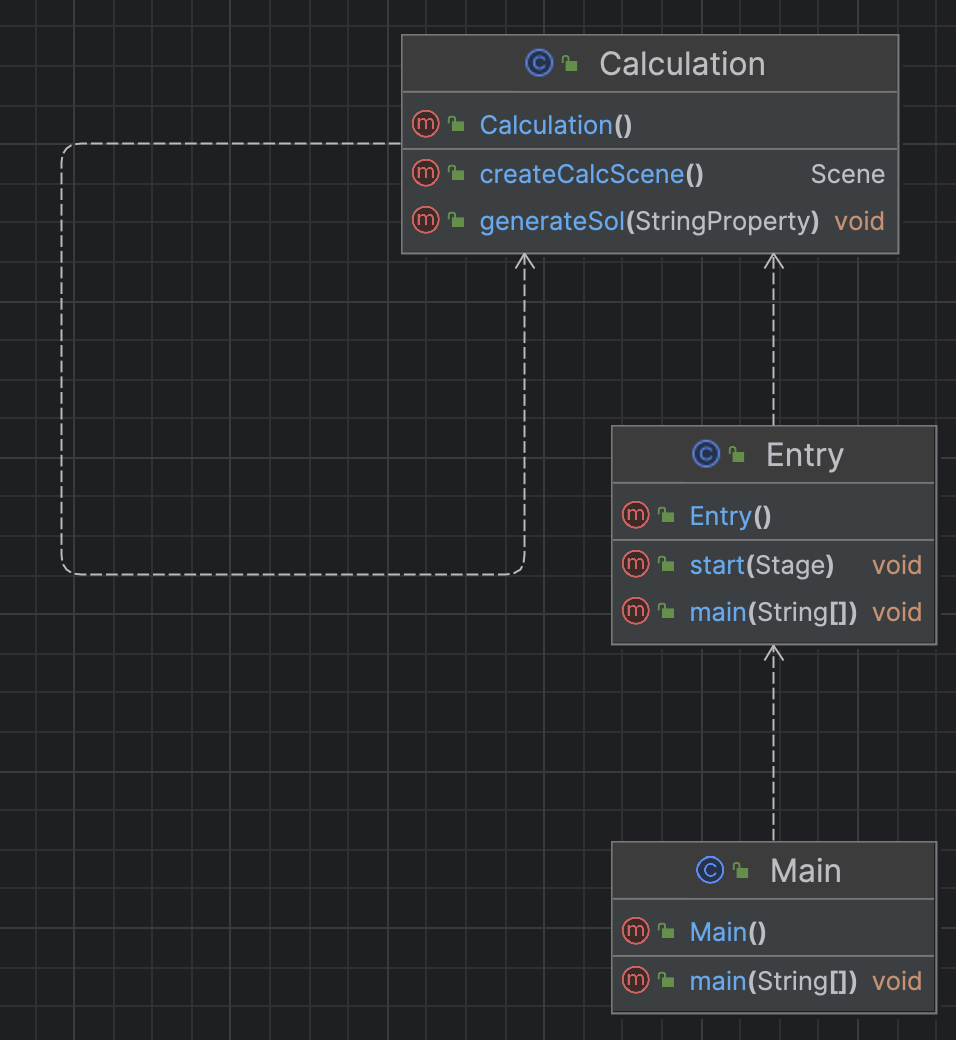 Calculation
Calculation()
createCalcScene() Scene
generateSol(StringProperty) void
Entry
Entry()
start(Stage) void
main(String[]) void
Main
Main()
main(String[]) void